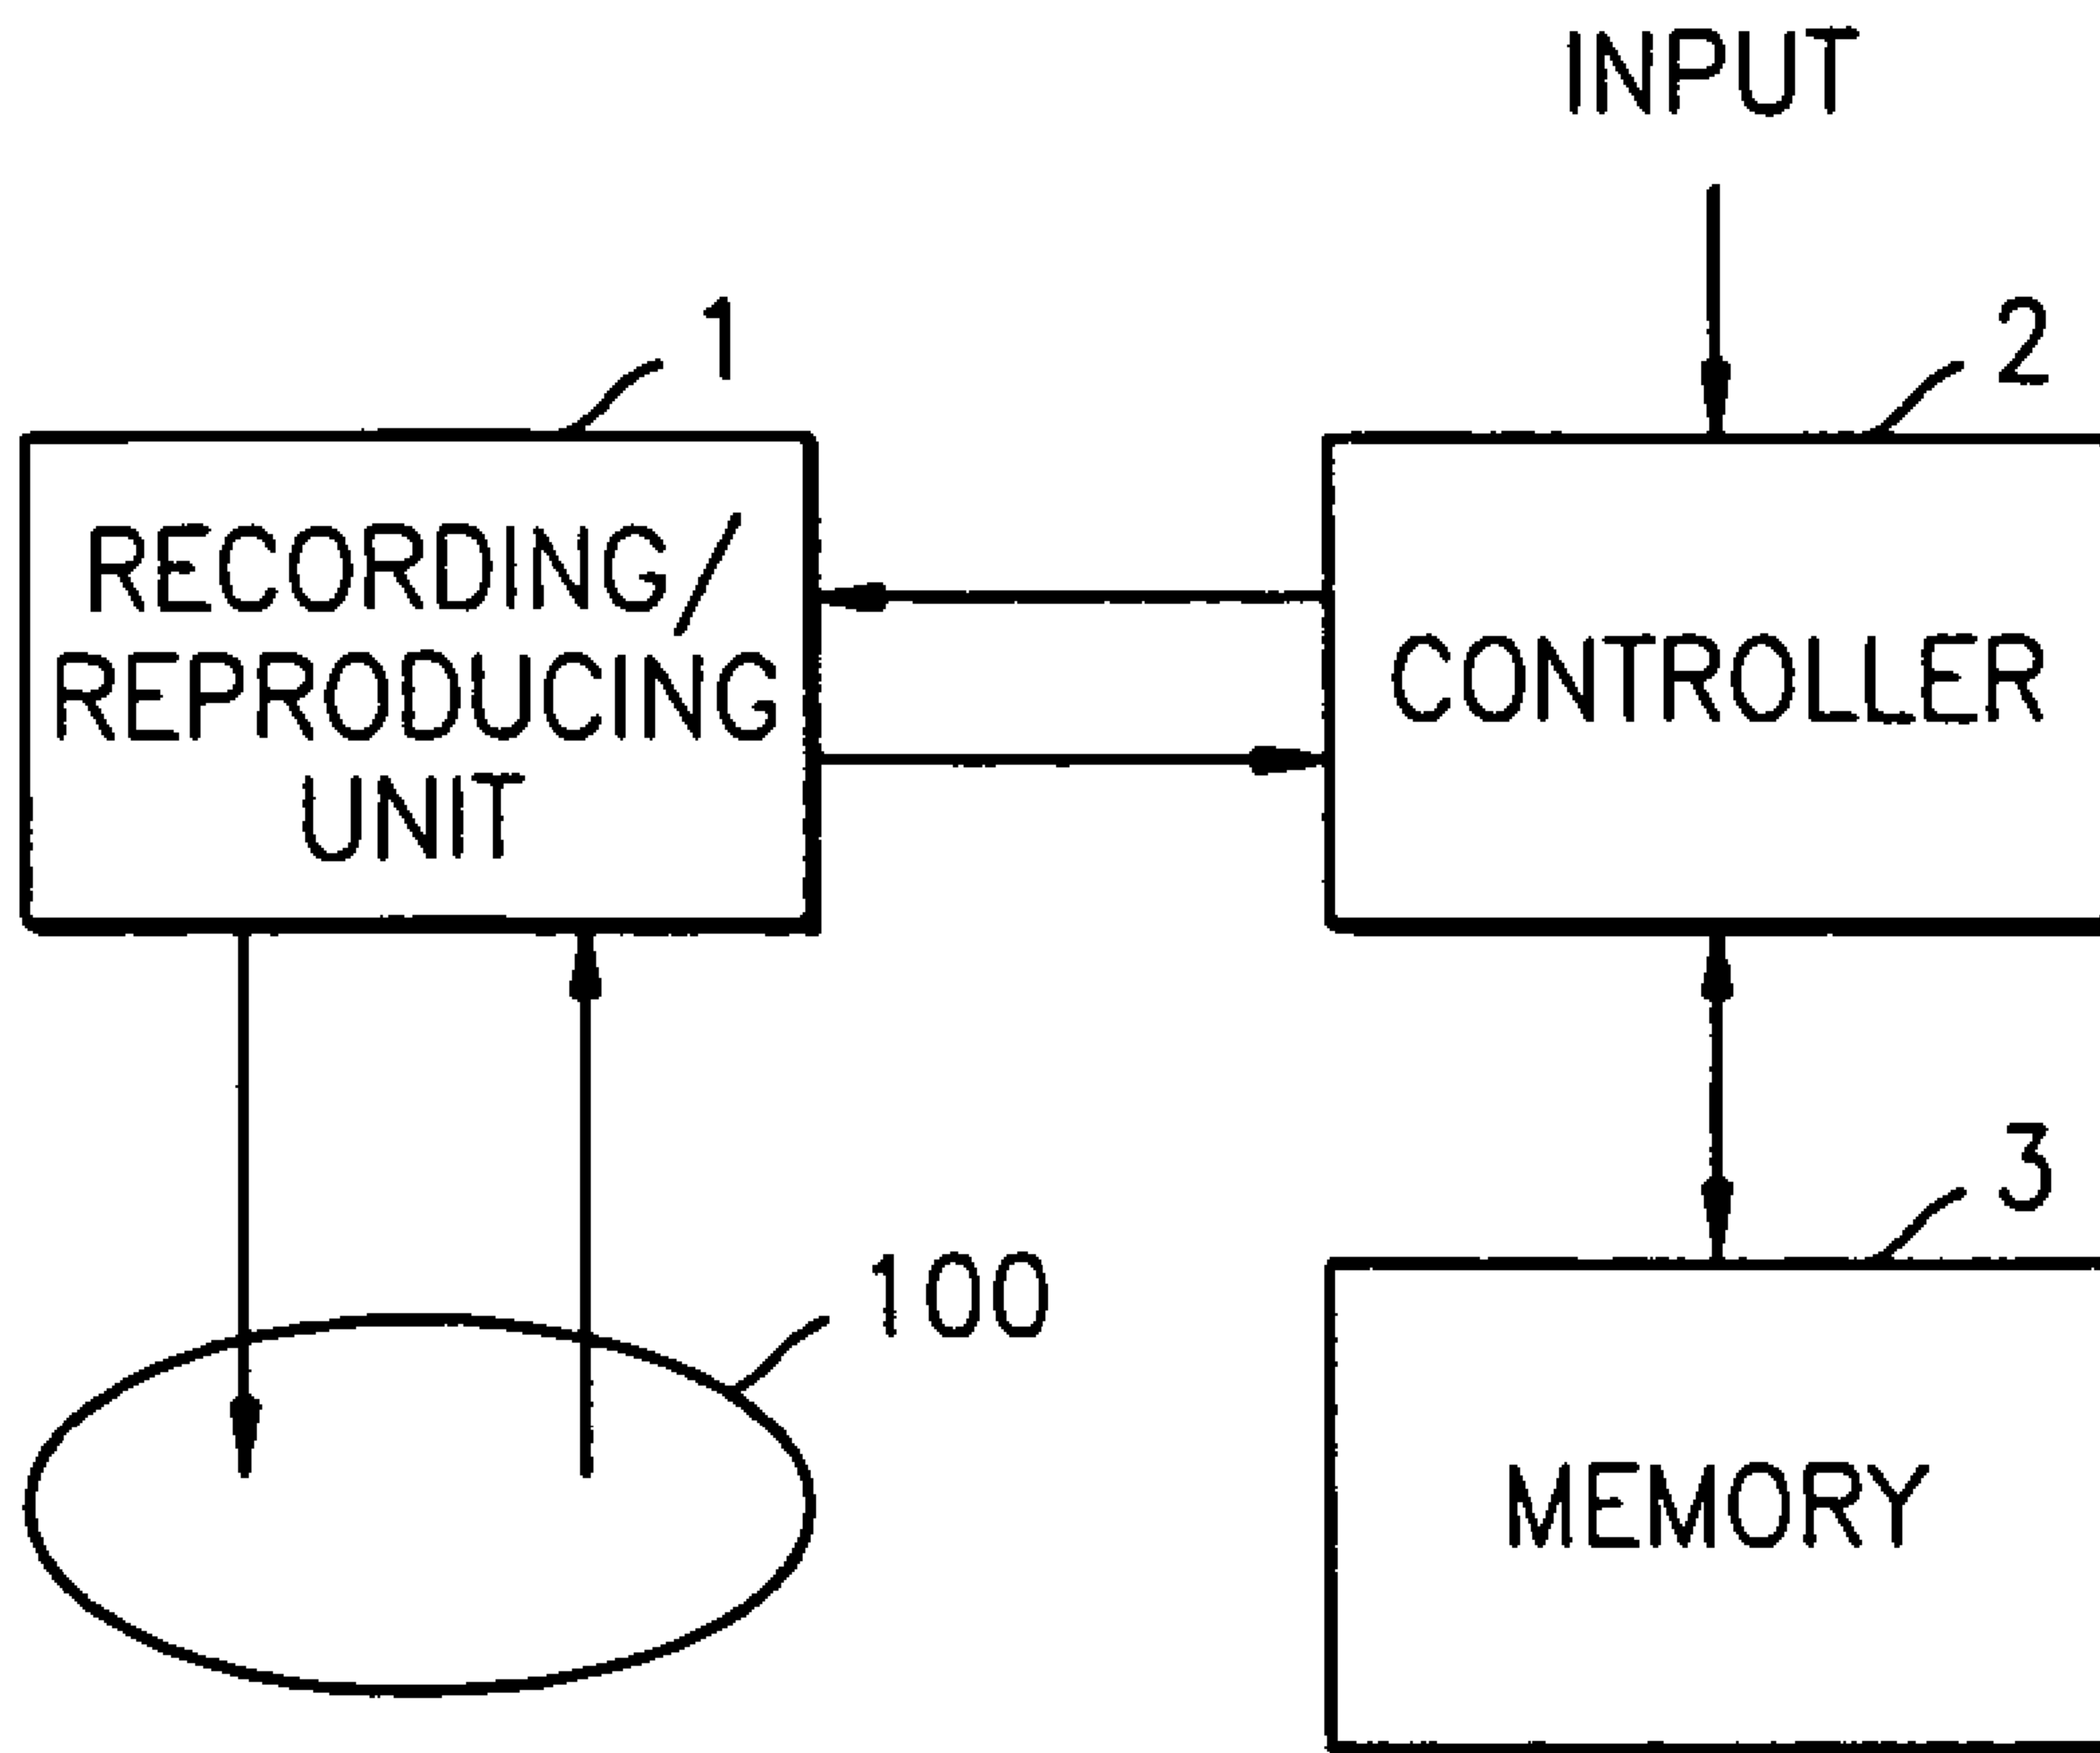 INPUT
1
2
RECORDING/
REPRODUCING
UNIT
CONTROLLER
3
100
MEMORY